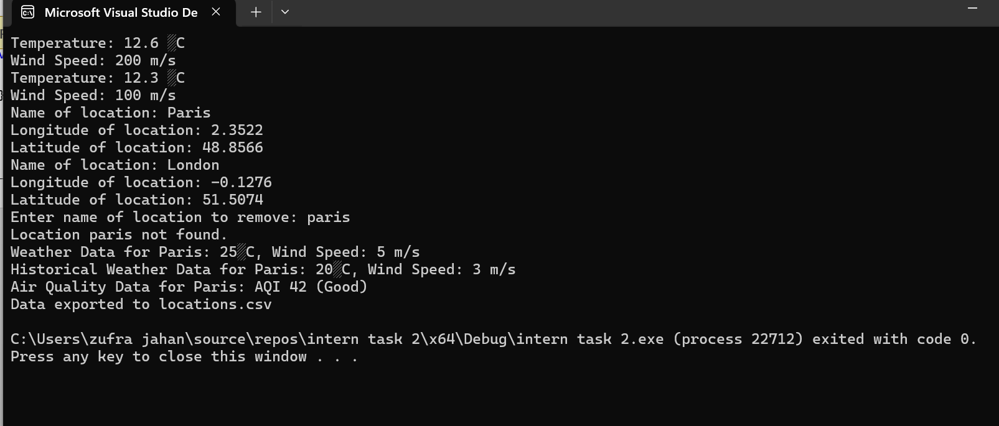 Microsoft Visual Studio De
Temperature: 12.6 ▒C
Wind Speed: 200 m/s
Temperature: 12.3 ▒C
Wind Speed: 100 m/s
Name of location: Paris
Longitude of location: 2.3522
Latitude of location: 48.8566
Name of location: London
Longitude of location: -0.1276
Latitude of location: 51.5074
Enter name of location to remove: paris
Location paris not found.
Weather Data for Paris: 25▒C, Wind Speed: 5 m/s
Historical Weather Data for Paris: 20▒C, Wind Speed: 3 m/s
Air Quality Data for Paris: AQI 42 (Good)
Data exported to locations.csv
C:\Users\zufra jahan\source\repos\intern task 2\x64\Debug\intern task 2.exe (process 22712) exited with code 0.
Press any key to close this window . . .